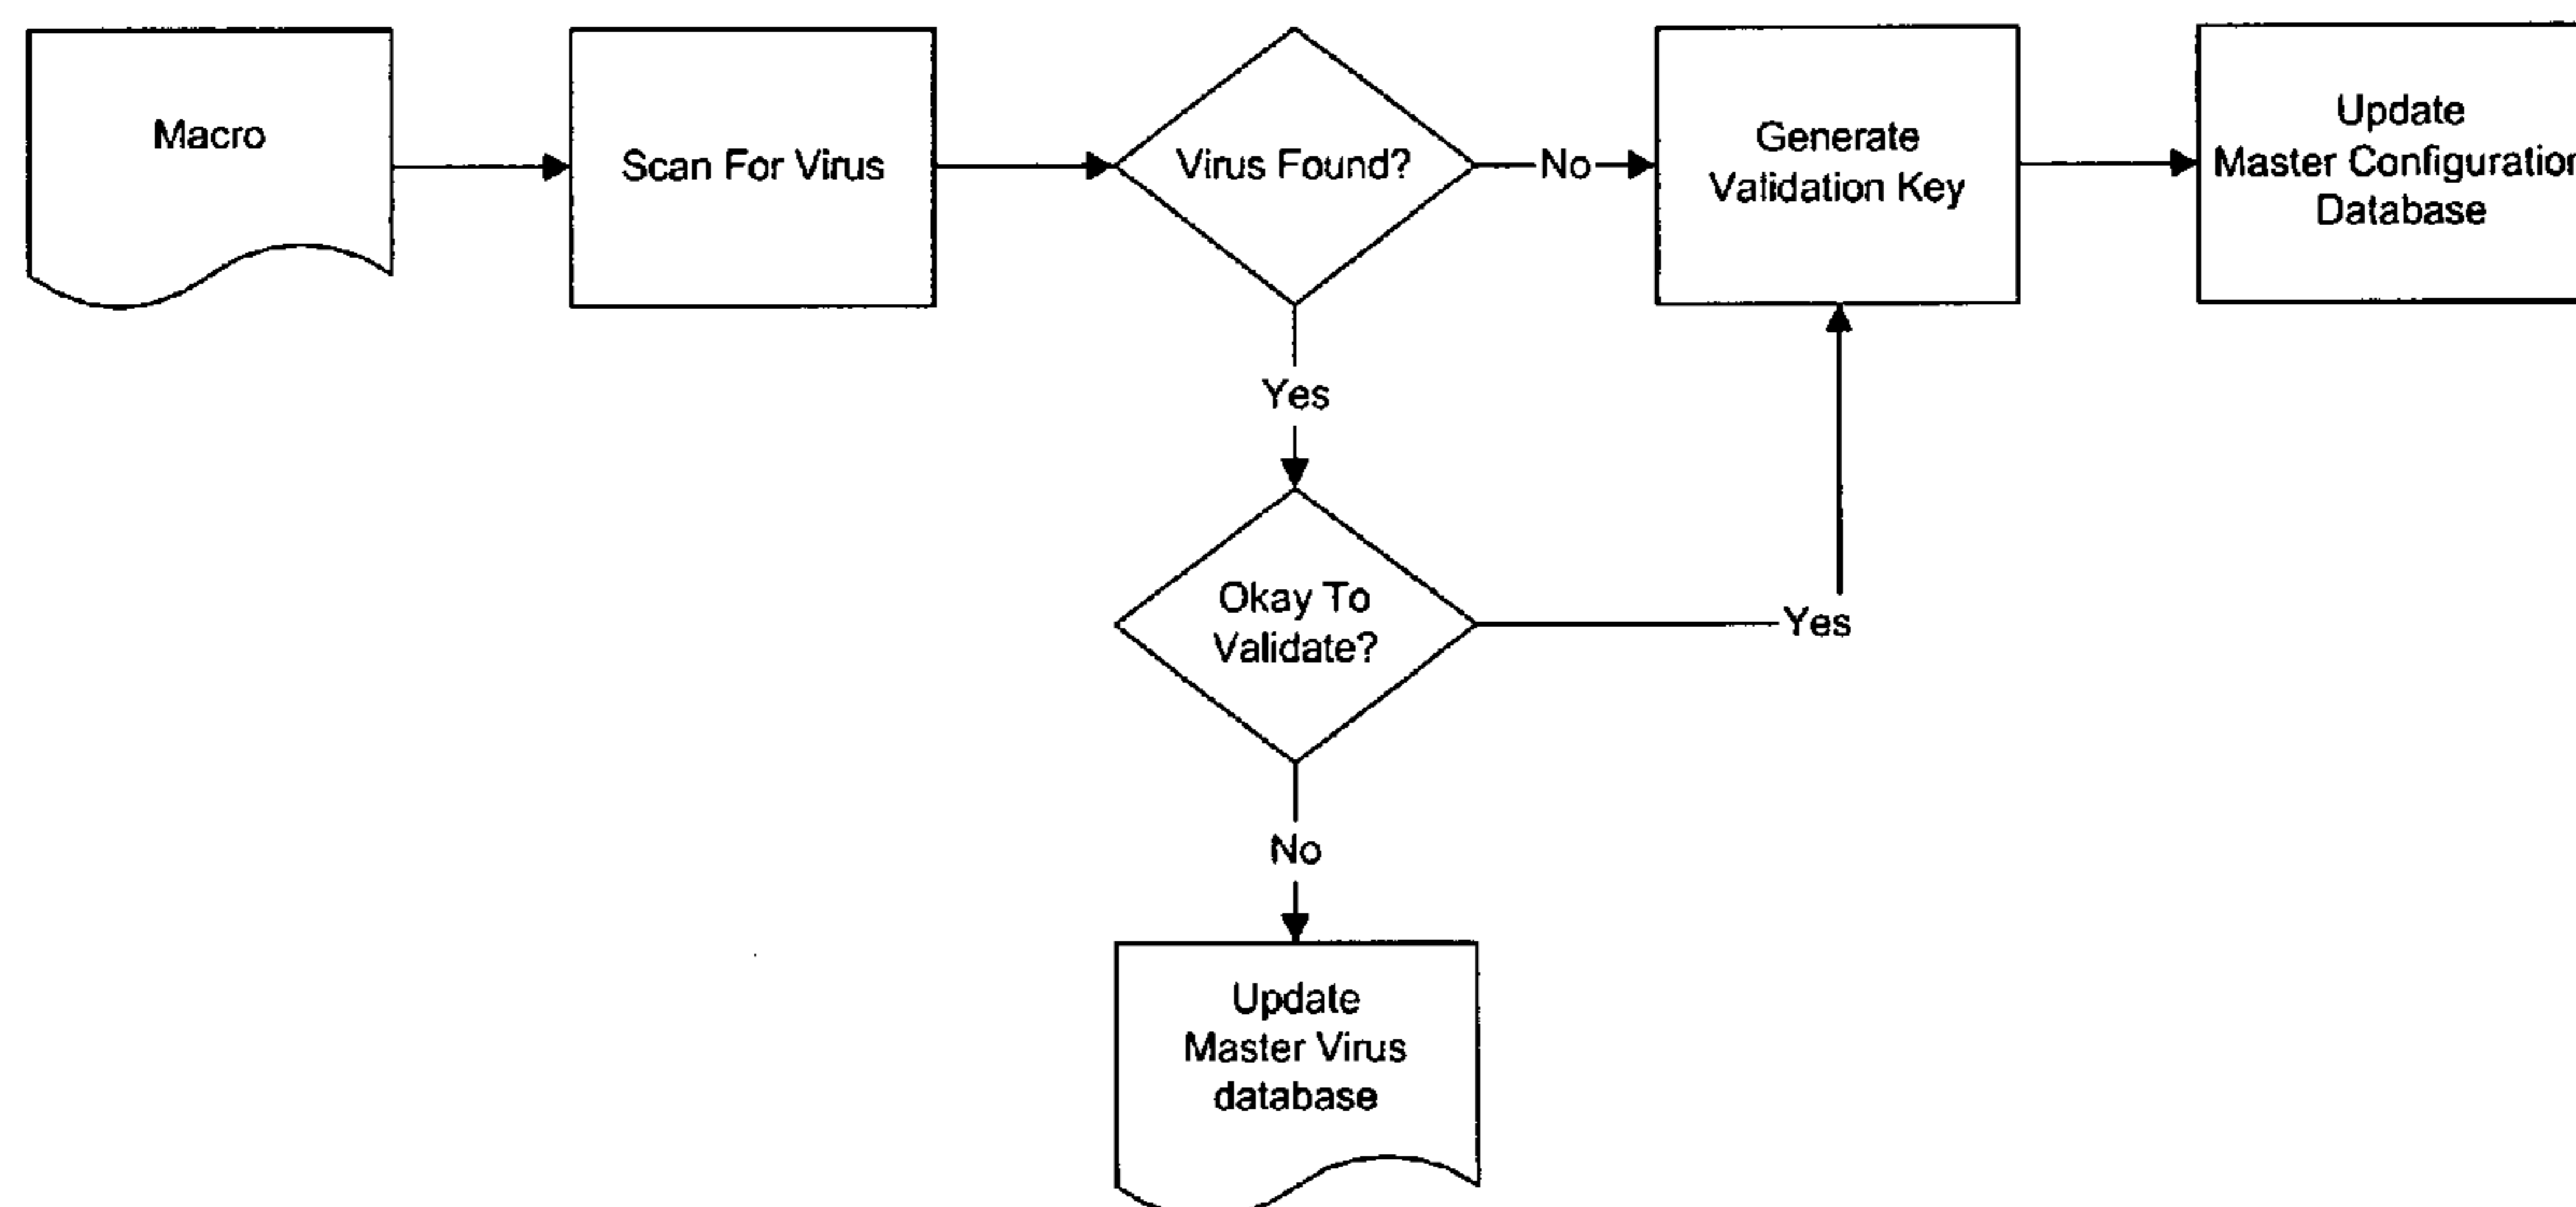 Macro
Scan For Virus
Virus Found?
No
Generate
Validation Key
Update
Master Configuration
Database
Yes
Okay To
Validate?
Yes
No
Update
Master Virus
database